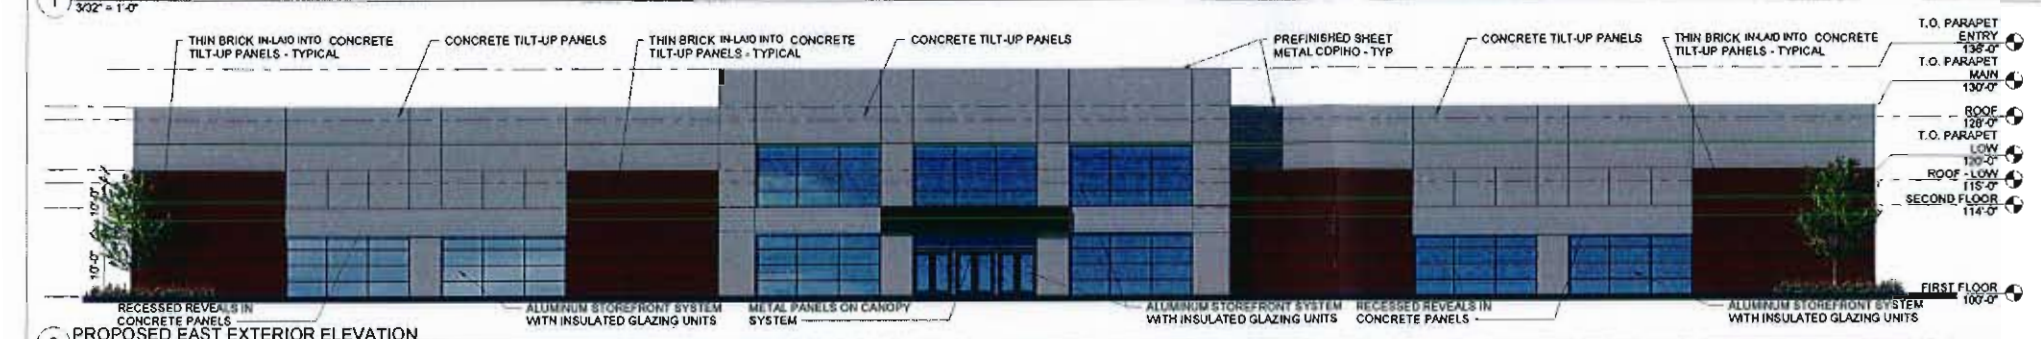 1
3/32" = 1'-0"
THIN BRICK IN-LAID INTO CONCRETE
TILT-UP PANELS - TYPICAL
CONCRETE TILT-UP PANELS
THIN BRICK IN-LAID INTO CONCRETE
TILT-UP PANELS - TYPICAL
CONCRETE TILT-UP PANELS
PREFINISHED SHEET
METAL COPING - TYP
CONCRETE TILT-UP PANELS
THIN BRICK IN-LAID INTO CONCRETE
TILT-UP PANELS - TYPICAL
T.O. PARAPET
ENTRY
136'-0"
T.O. PARAPET
MAIN
130'-0"
ROOF
128'-0"
T.O. PARAPET
LOW
120'-0"
ROOF - LOW
115'-0"
SECOND FLOOR
114'-0"
FIRST FLOOR
100'-0"
10'-0"
10'-0"
RECESSED REVEALS IN
CONCRETE PANELS
ALUMINUM STOREFRONT SYSTEM
WITH INSULATED GLAZING UNITS
METAL PANELS ON CANOPY
SYSTEM
ALUMINUM STOREFRONT SYSTEM
WITH INSULATED GLAZING UNITS
RECESSED REVEALS IN
CONCRETE PANELS
ALUMINUM STOREFRONT SYSTEM
WITH INSULATED GLAZING UNITS
PROPOSED EAST EXTERIOR ELEVATION